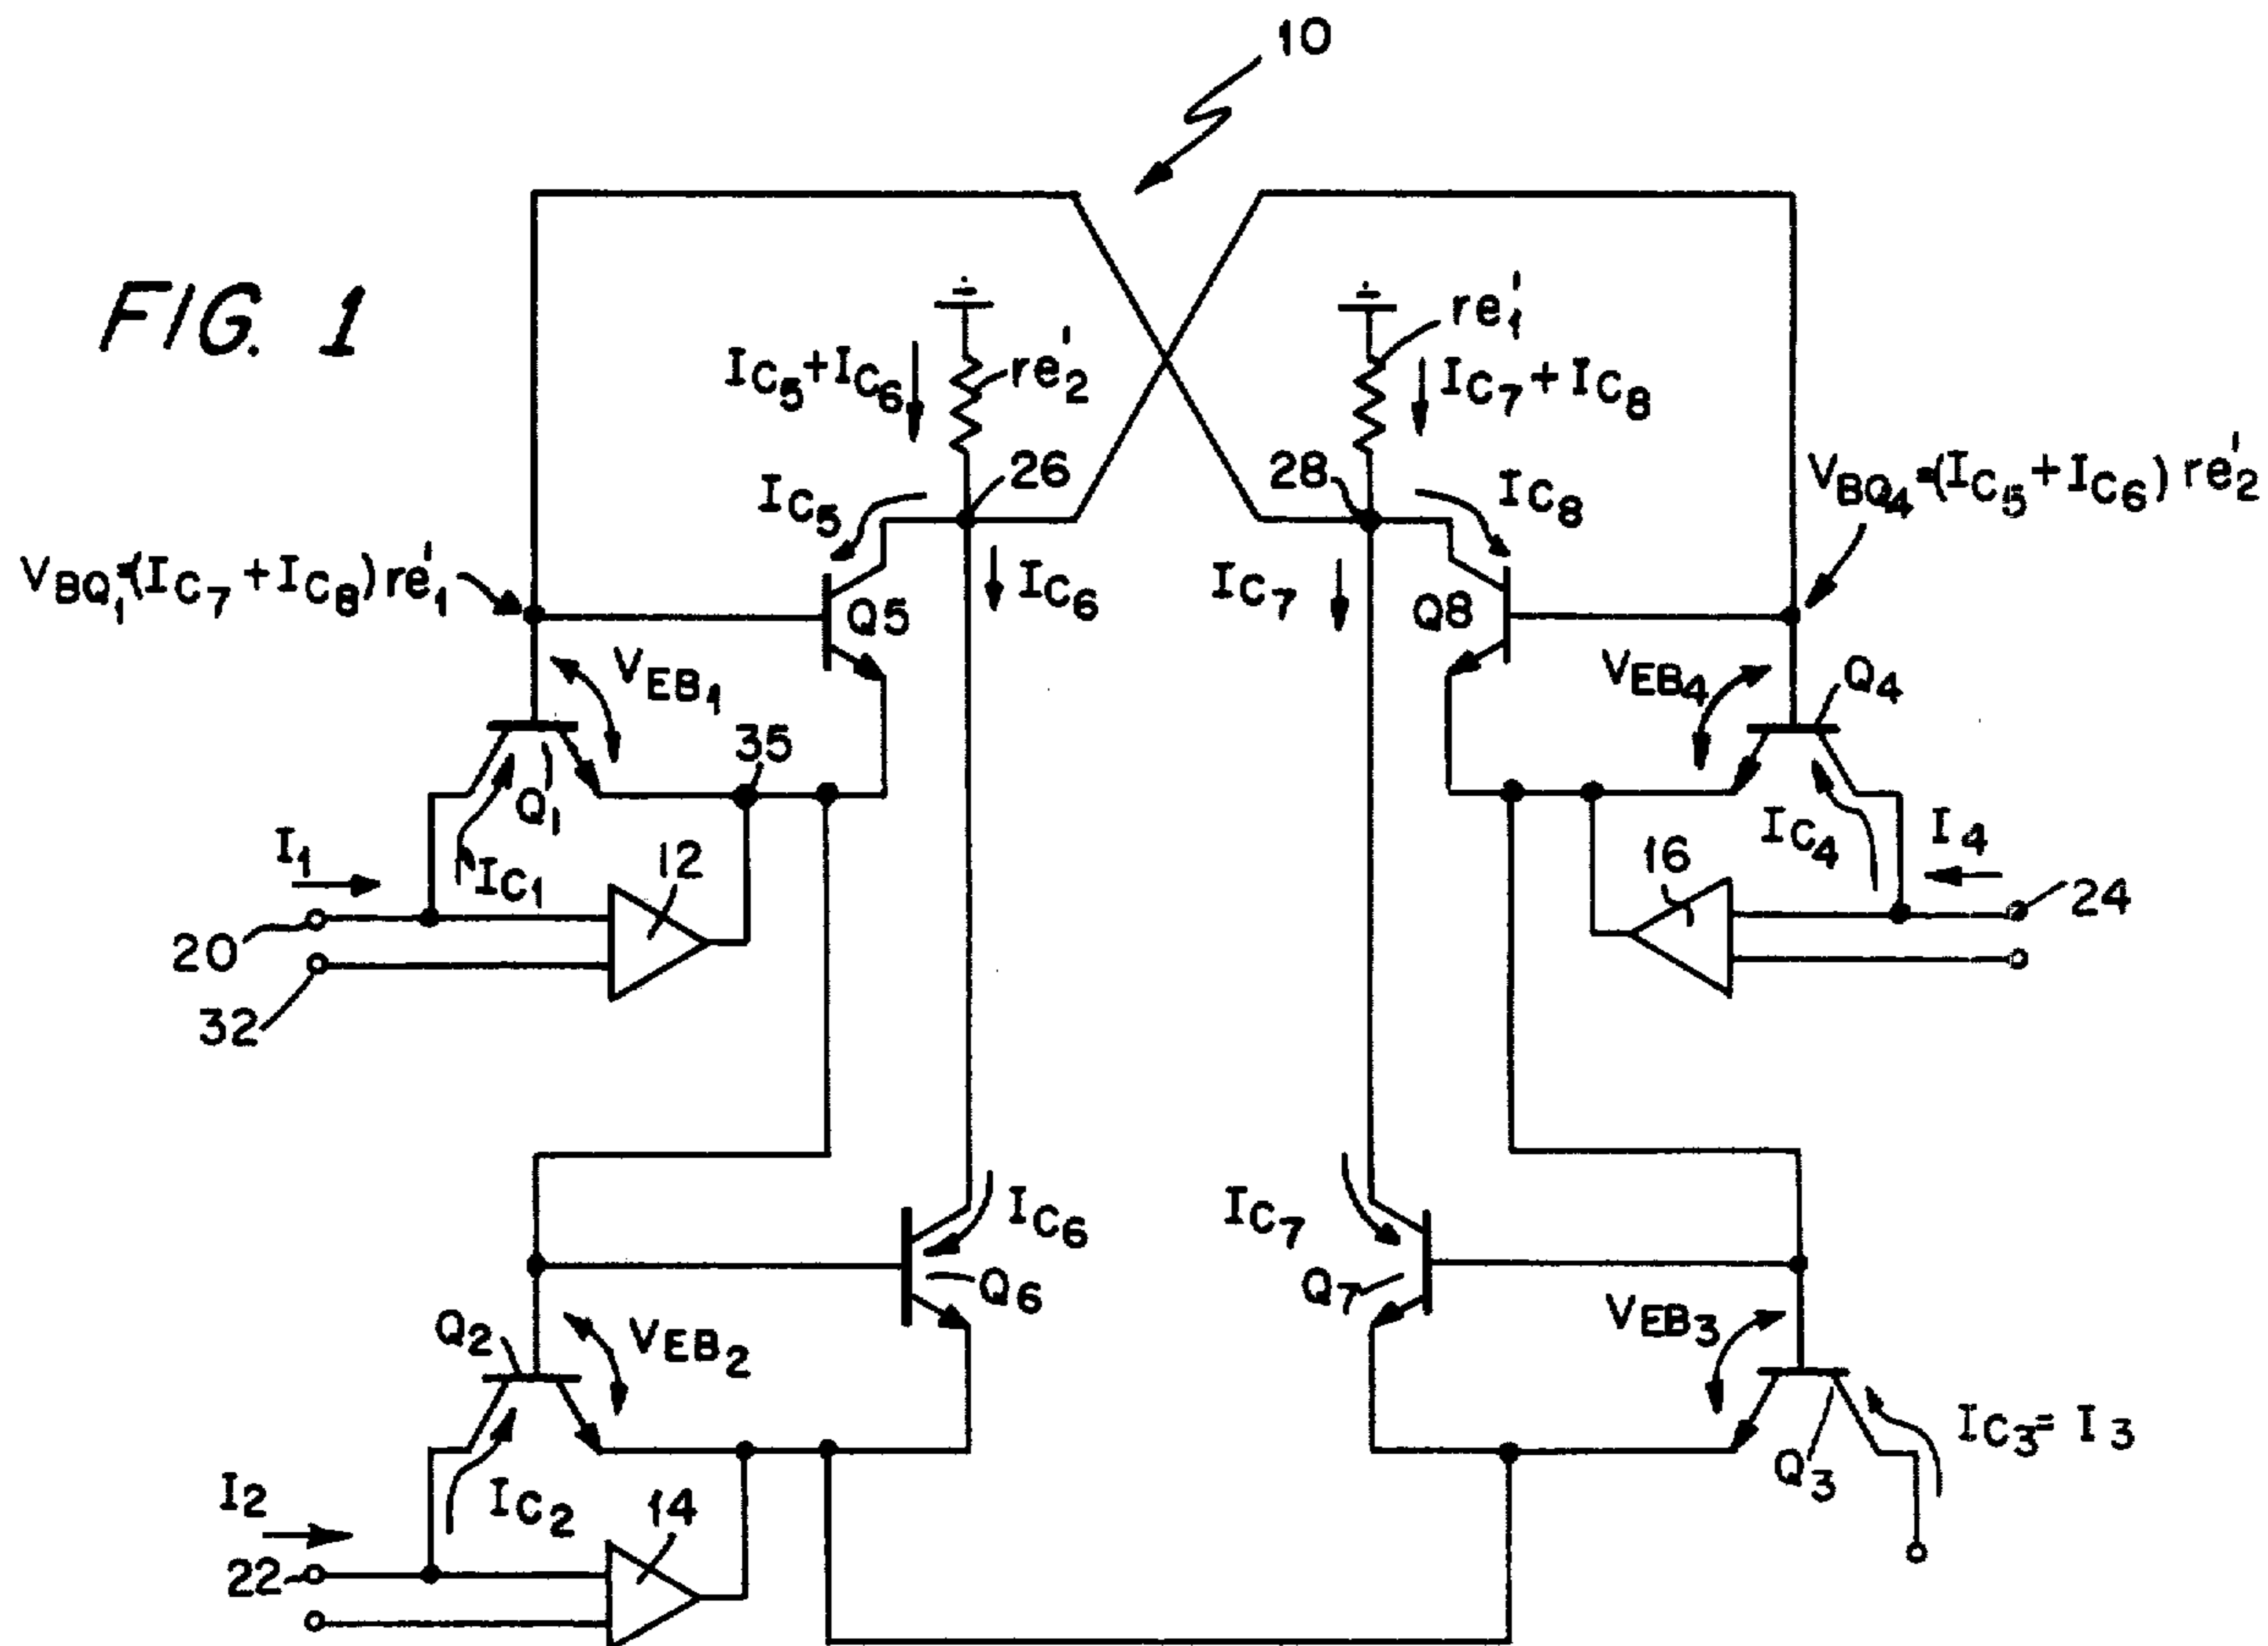 10
FIG. 1
re'1
IC5+IC6
re'2
IC7+IC8
26
28
IC5
IC8
VBQ4=(IC5+IC6) re'2
VBQ1=(IC7+IC8) re'1
IC6
IC7
Q5
Q8
VEB1
VEB4
Q4
35
Q1
I1
IC1
12
16
IC4
I4
20
24
32
IC6
IC7
Q6
Q7
Q2
VEB2
VEB3
IC3=I3
Q3
I2
IC2
14
22